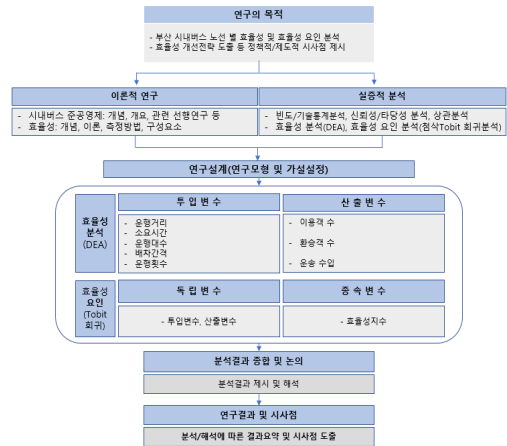 연구의 목적
- 부산 시내버스 노선 별 효율성 및 효율성 요인 분석
- 효율성 개선전략 도출 등 정책적/제도적 시사점 제시
이론적 연구
- 시내버스 준공영제: 개념, 개요, 관련 선행연구 등
- 효율성: 개념, 이론, 측정방법, 구성요소
실증적 분석
- 빈도/기술통계분석, 신뢰성/타당성 분석, 상관분석
- 효율성 분석(DEA), 효율성 요인 분석(절삭Tobit 회귀분석)
연구설계(연구모형 및 가설설정)
효율성
분석
(DEA)
투 입 변 수
- 운행거리
- 소요시간
- 운행대수
- 배차간격
- 운행횟수
산 출 변 수
- 이용객 수
- 환승객 수
- 운송 수입
효율성
요인
(Tobit
회귀)
독 립 변 수
- 투입변수, 산출변수
종 속 변 수
- 효율성지수
분석결과 종합 및 논의
분석결과 제시 및 해석
연구결과 및 시사점
분석/해석에 따른 결과요약 및 시사점 도출